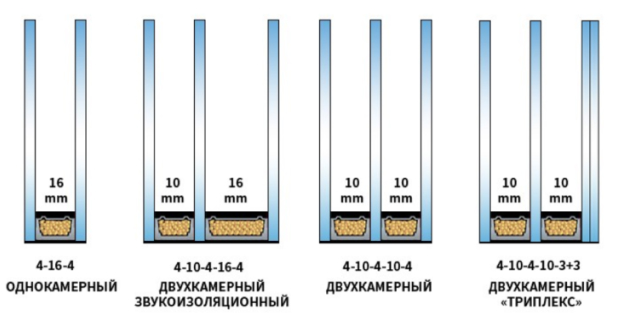 16
mm
10
mm
16
mm
10
mm
10
mm
10
mm
10
mm
4-16-4
ОДНОКАМЕРНЫЙ
4-10-4-16-4
ДВУХКАМЕРНЫЙ
ЗВУКОИЗОЛЯЦИОННЫЙ
4-10-4-10-4
ДВУХКАМЕРНЫЙ
4-10-4-10-3+3
ДВУХКАМЕРНЫЙ
«ТРИПЛЕКС»